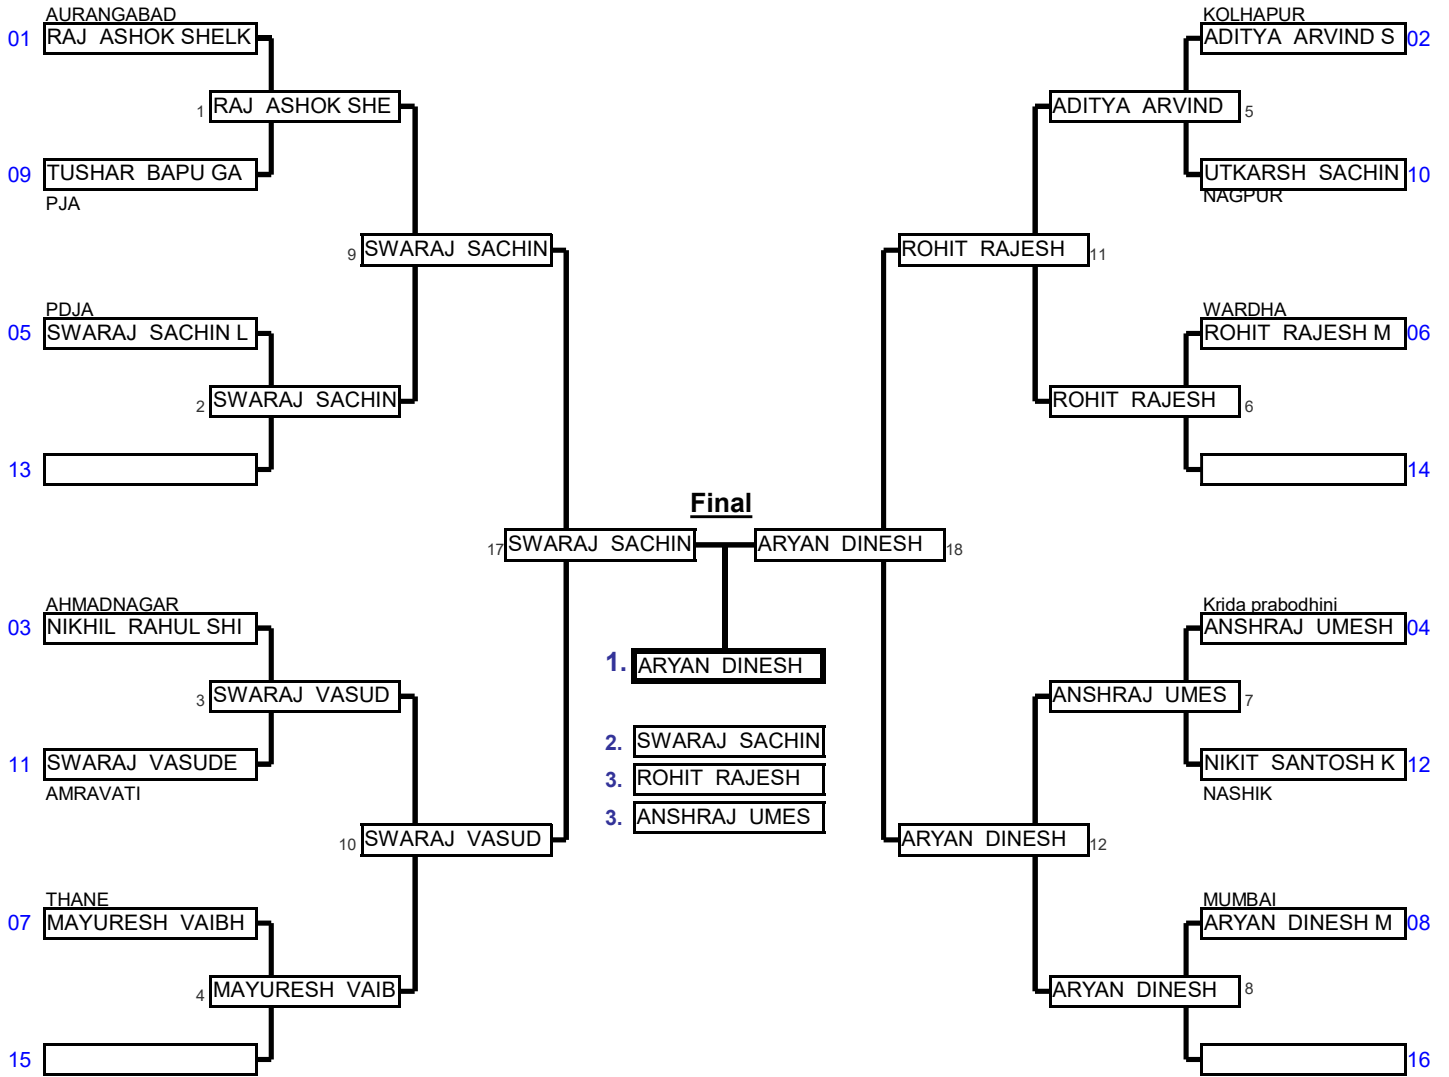 AURANGABAD
01 RAJ ASHOK SHELK
1 RAJ ASHOK SHE
09 TUSHAR BAPU GA
PJA
9 SWARAJ SACHIN
PDJA
05 SWARAJ SACHIN L
2 SWARAJ SACHIN
13
17 SWARAJ SACHIN
AHMADNAGAR
03 NIKHIL RAHUL SHI
3 SWARAJ VASUD
11 SWARAJ VASUDE
AMRAVATI
10 SWARAJ VASUD
THANE
07 MAYURESH VAIBH
4 MAYURESH VAIB
15
Final
1. ARYAN DINESH
2. SWARAJ SACHIN
3. ROHIT RAJESH
3. ANSHRAJ UMES
KOLHAPUR
ADITYA ARVIND S 02
ADITYA ARVIND 5
UTKARSH SACHIN 10
NAGPUR
ROHIT RAJESH 11
WARDHA
ROHIT RAJESH M 06
ROHIT RAJESH 6
14
ARYAN DINESH 18
Krida prabodhini
ANSHRAJ UMESH 04
ANSHRAJ UMES 7
NIKIT SANTOSH K 12
NASHIK
ARYAN DINESH 12
MUMBAI
ARYAN DINESH M 08
ARYAN DINESH 8
16